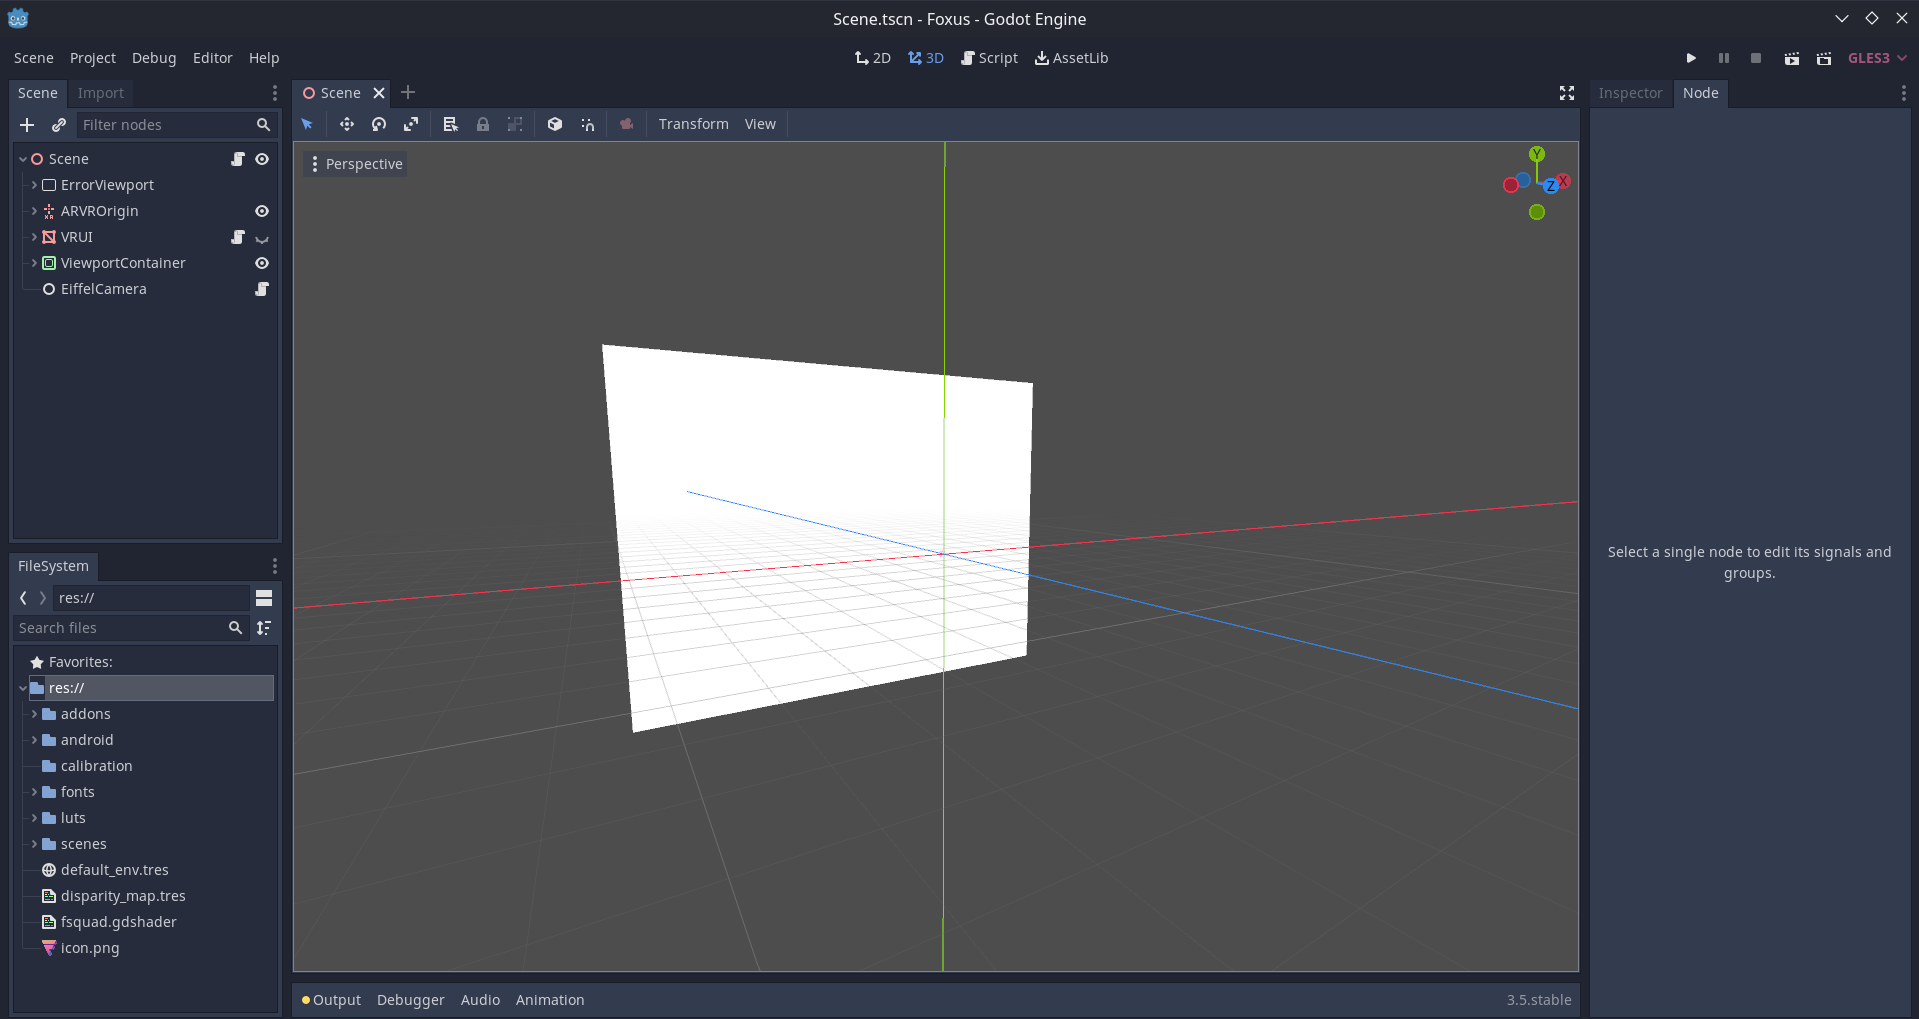 Scene.tscn - Foxus - Godot Engine
Scene Project Debug Editor Help
2D 3D Script AssetLib
GLES3
Scene Import
Filter nodes
Scene
ErrorViewport
ARVROrigin
VRUI
ViewportContainer
EiffelCamera
FileSystem
res://
Search files
Favorites:
res://
addons
android
calibration
fonts
luts
scenes
default_env.tres
disparity_map.tres
fsquad.gdshader
icon.png
Scene
Transform View
Perspective
Y
Z X
Output Debugger Audio Animation
3.5.stable
Inspector Node
Select a single node to edit its signals and
groups.